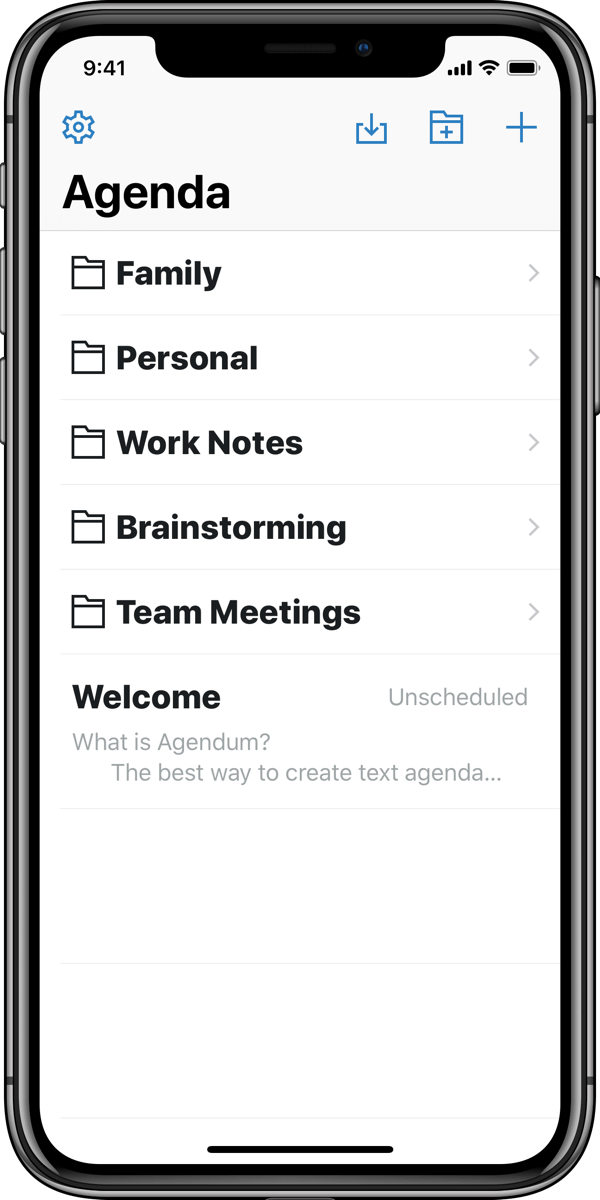 9:41
Agenda
Family
Personal
Work Notes
Brainstorming
Team Meetings
Welcome Unscheduled
What is Agendum?
The best way to create text agenda...